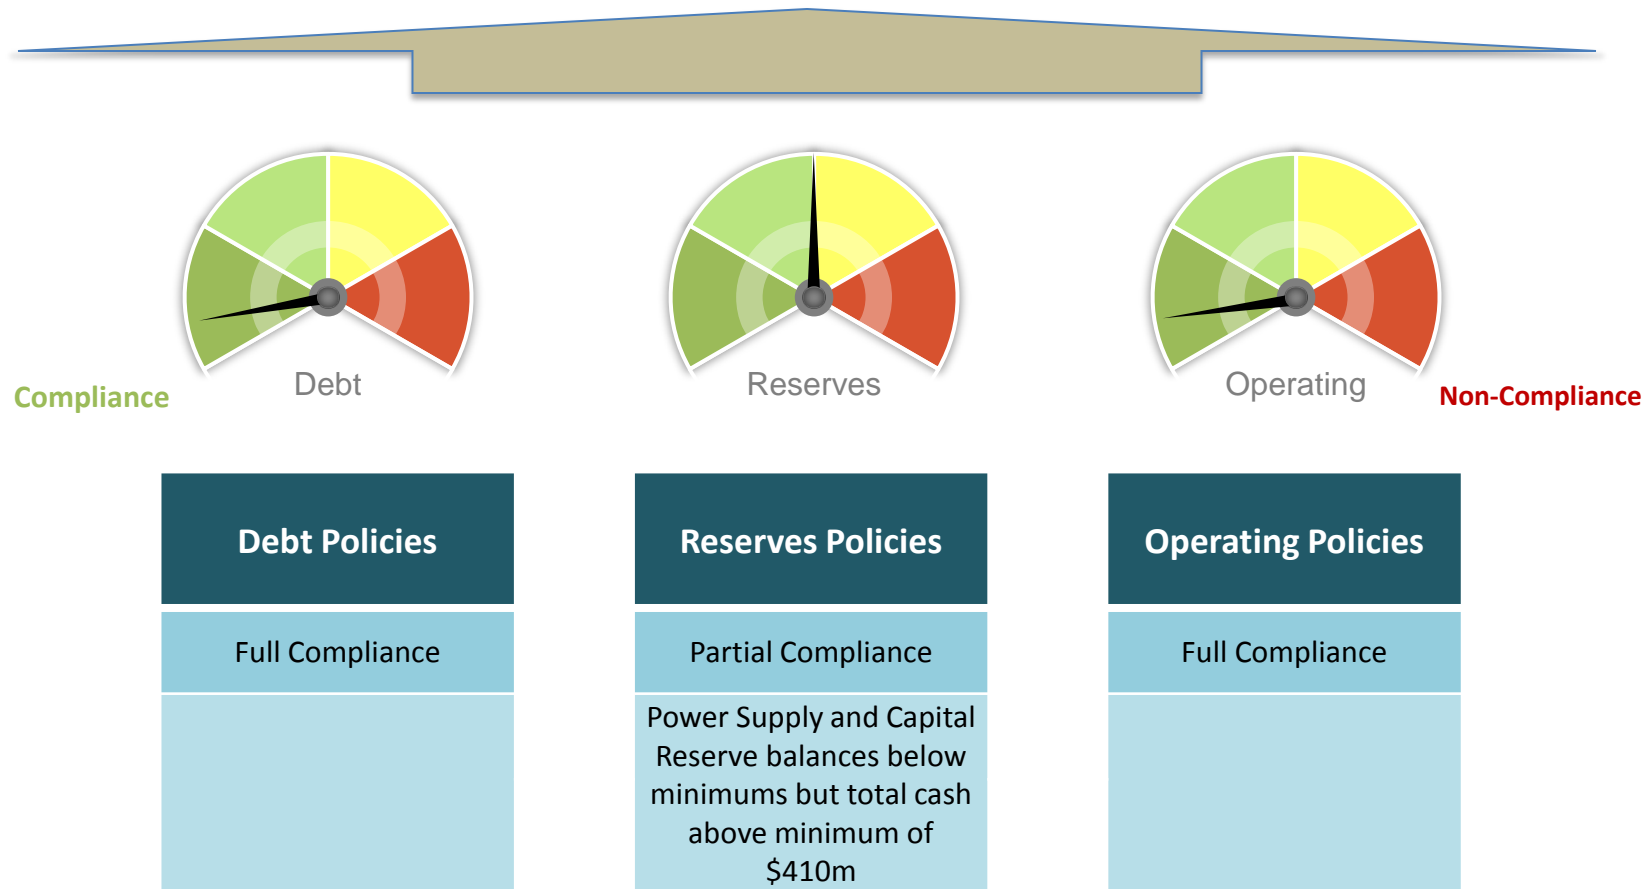 Debt
Reserves
Operating
Compliance
Non-Compliance
Debt Policies
Reserves Policies
Operating Policies
Full Compliance
Partial Compliance
Full Compliance
Power Supply and Capital
Reserve balances below
minimums but total cash
above minimum of
$410m